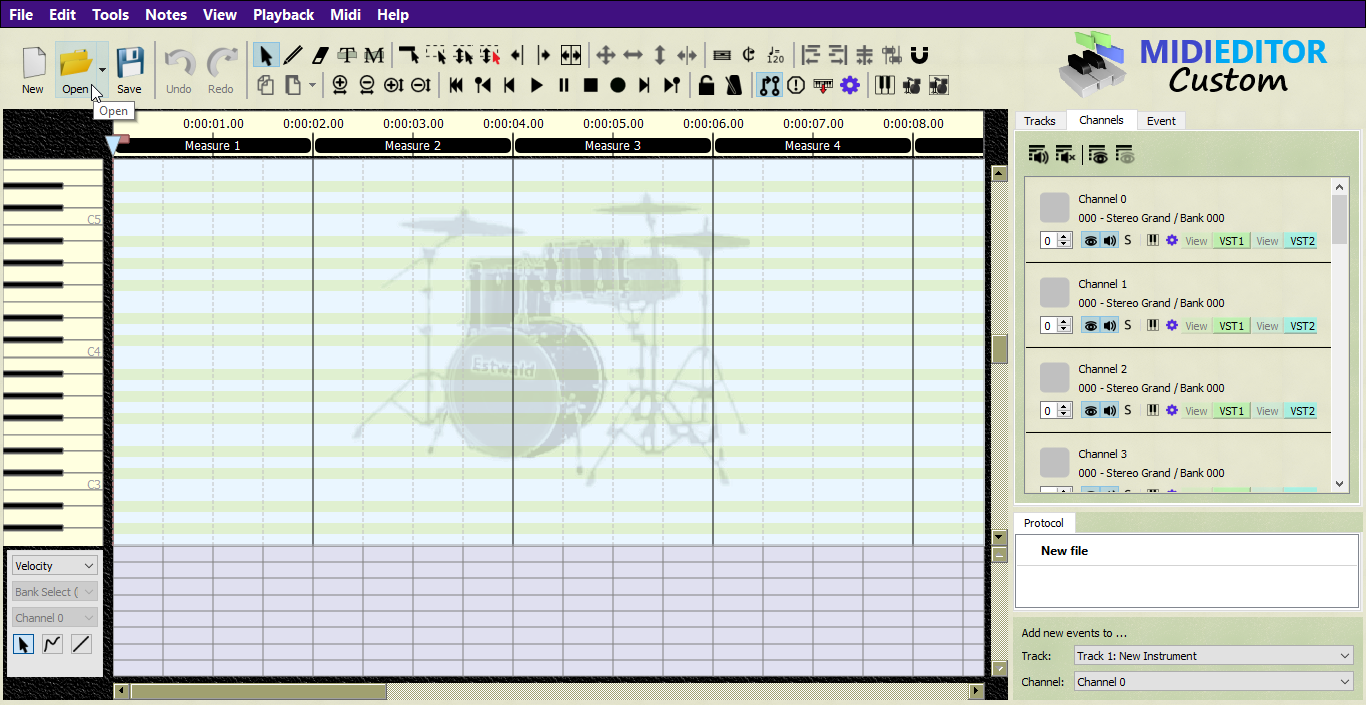 File Edit Tools Notes View Playback Midi Help
New Open Save Undo Redo
Open
MIDIEDITOR
Custom
0:00:01.00 0:00:02.00 0:00:03.00 0:00:04.00 0:00:05.00 0:00:06.00 0:00:07.00 0:00:08.00
Measure 1 Measure 2 Measure 3 Measure 4
C5
C4
C3
Estwald
Velocity
Bank Select (
Channel 0
Tracks Channels Event
Channel 0
000 - Stereo Grand / Bank 000
0 S View VST1 View VST2
Channel 1
000 - Stereo Grand / Bank 000
0 S View VST1 View VST2
Channel 2
000 - Stereo Grand / Bank 000
0 S View VST1 View VST2
Channel 3
000 - Stereo Grand / Bank 000
Protocol
New file
Add new events to ...
Track: Track 1: New Instrument
Channel: Channel 0